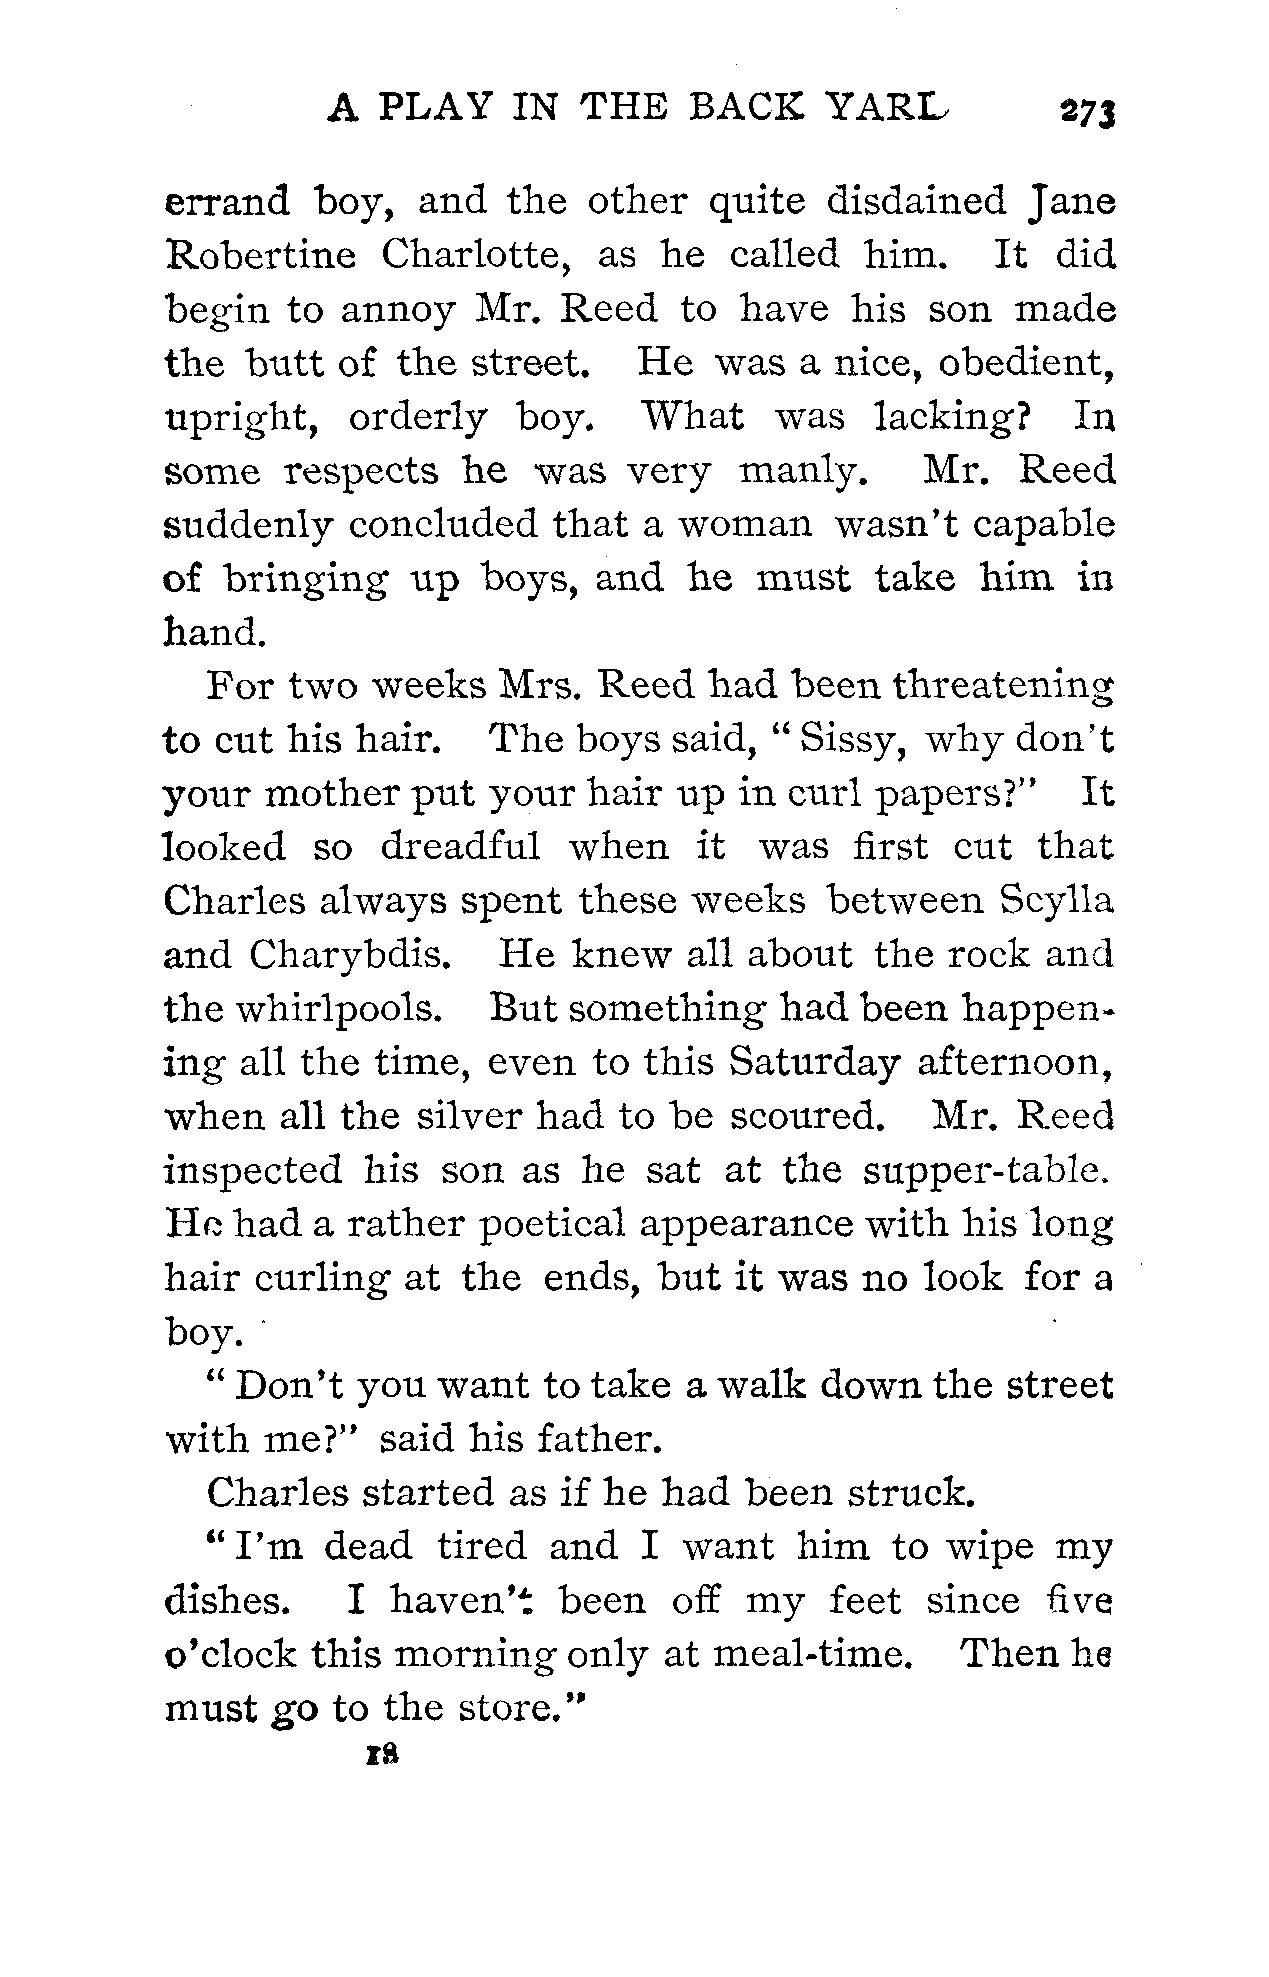 A PLAY IN THE BACK YARD 273
errand boy, and the other quite disdained Jane
Robertine Charlotte, as he called him. It did
begin to annoy Mr. Reed to have his son made
the butt of the street. He was a nice, obedient,
upright, orderly boy. What was lacking? In
some respects he was very manly. Mr. Reed
suddenly concluded that a woman wasn't capable
of bringing up boys, and he must take him in
hand.
For two weeks Mrs. Reed had been threatening
to cut his hair. The boys said, " Sissy, why don't
your mother put your hair up in curl papers?" It
looked so dreadful when it was first cut that
Charles always spent these weeks between Scylla
and Charybdis. He knew all about the rock and
the whirlpools. But something had been happen-
ing all the time, even to this Saturday afternoon,
when all the silver had to be scoured. Mr. Reed
inspected his son as he sat at the supper-table.
He had a rather poetical appearance with his long
hair curling at the ends, but it was no look for a
boy.
" Don't you want to take a walk down the street
with me?" said his father.
Charles started as if he had been struck.
" I'm dead tired and I want him to wipe my
dishes. I haven't been off my feet since five
o'clock this morning only at meal-time. Then he
must go to the store."
18